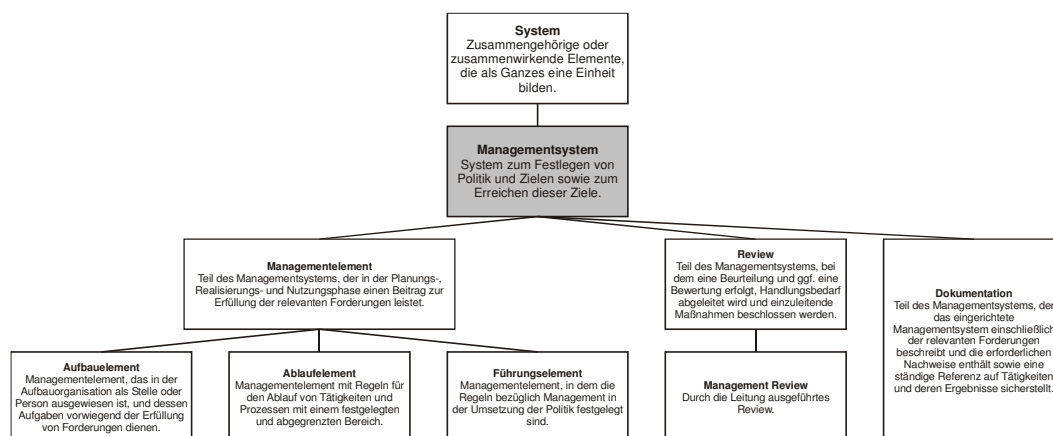 System
Zusammengehörige oder
zusammenwirkende Elemente,
die als Ganzes eine Einheit
bilden.
Managementsystem
System zum Festlegen von
Politik und Zielen sowie zum
Erreichen dieser Ziele.
Managementelement
Teil des Managementsystems, der in der Planungs-,
Realisierungs- und Nutzungsphase einen Beitrag zur
Erfüllung der relevanten Forderungen leistet.
Review
Teil des Managementsystems, bei
dem eine Beurteilung und ggf. eine
Bewertung erfolgt, Handlungsbedarf
abgeleitet wird und einzuleitende
Maßnahmen beschlossen werden.
Dokumentation
Teil des Managementsystems, der
das eingerichtete
Managementsystem einschließlich
der relevanten Forderungen
beschreibt und die erforderlichen
Nachweise enthält sowie eine
ständige Referenz auf Tätigkeiten
und deren Ergebnisse sicherstellt.
Aufbauelement
Managementelement, das in der
Aufbauorganisation als Stelle oder
Person ausgewiesen ist, und dessen
Aufgaben vorwiegend der Erfüllung
von Forderungen dienen.
Ablaufelement
Managementelement mit Regeln für
den Ablauf von Tätigkeiten und
Prozessen mit einem festgelegten
und abgegrenzten Bereich.
Führungselement
Managementelement, in dem die
Regeln bezüglich Management in
der Umsetzung der Politik festgelegt
sind.
Management Review
Durch die Leitung ausgeführtes
Review.